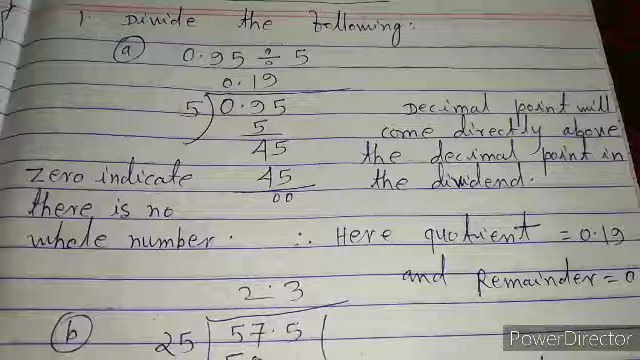 1. Divide the following:
(a) 0.95 ÷ 5
0.19
5 0.95 Decimal point will
5 come directly above
45 the decimal point in
Zero indicate 45 the dividend.
there is no 00
whole number. ∴ Here quotient = 0.19
and Remainder = 0
2.3
(b) 25 57.5
PowerDirector